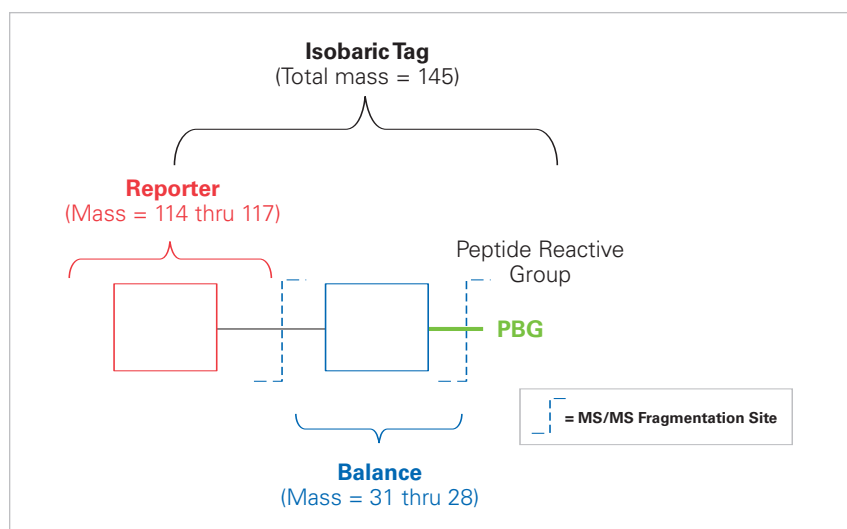 Isobaric Tag
(Total mass = 145)
Reporter
(Mass = 114 thru 117)
Peptide Reactive
Group
PBG
= MS/MS Fragmentation Site
Balance
(Mass = 31 thru 28)